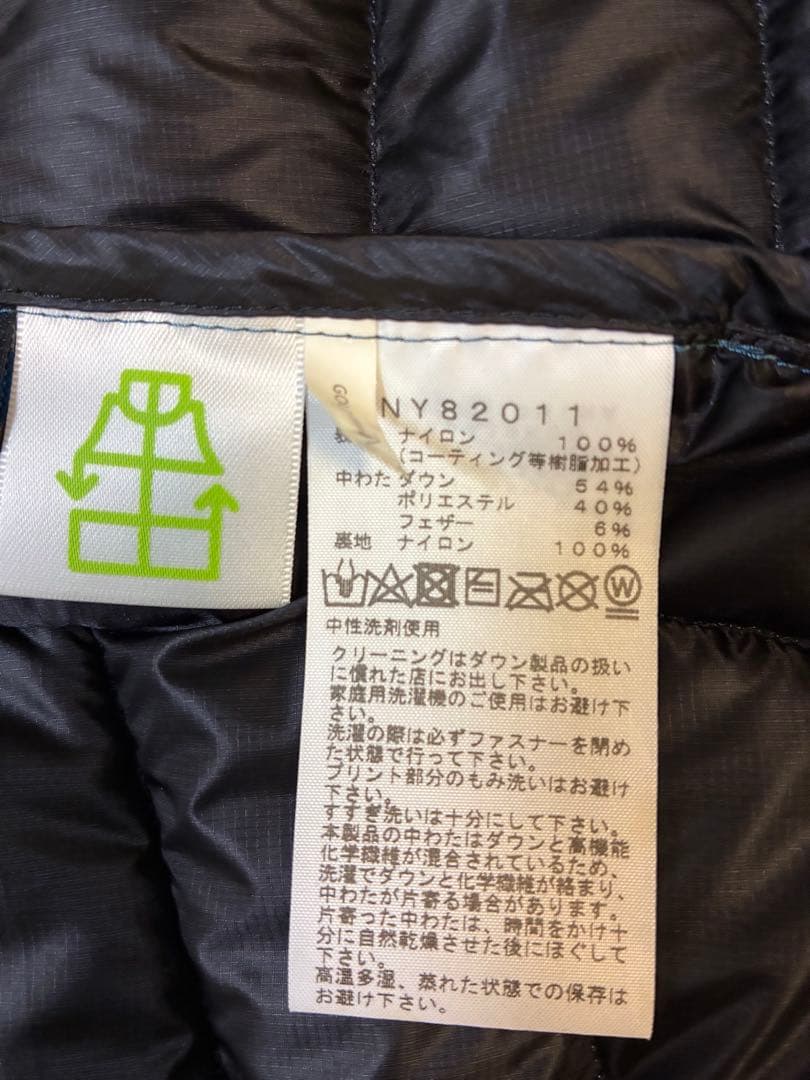 GO
NY82011
表 ナイロン 100%
(コーティング等樹脂加工)
中わた ダウン 54%
ポリエステル 40%
フェザー 6%
裏地 ナイロン 100%
W
中性洗剤使用
クリーニングはダウン製品の扱い
に慣れた店にお出し下さい。
家庭用洗濯機のご使用はお避け下
さい。
洗濯の際は必ずファスナーを閉め
た状態で行って下さい。
プリント部分のもみ洗いはお避け
下さい。
すすぎ洗いは十分にして下さい。
本製品の中わたはダウンと高機能
化学繊維が混合されているため、
洗濯でダウンと化学繊維が絡まり、
中わたが片寄る場合があります。
片寄った中わたは、時間をかけ十
分に自然乾燥させた後にほぐして
下さい。
高温多湿、蒸れた状態での保存は
お避け下さい。